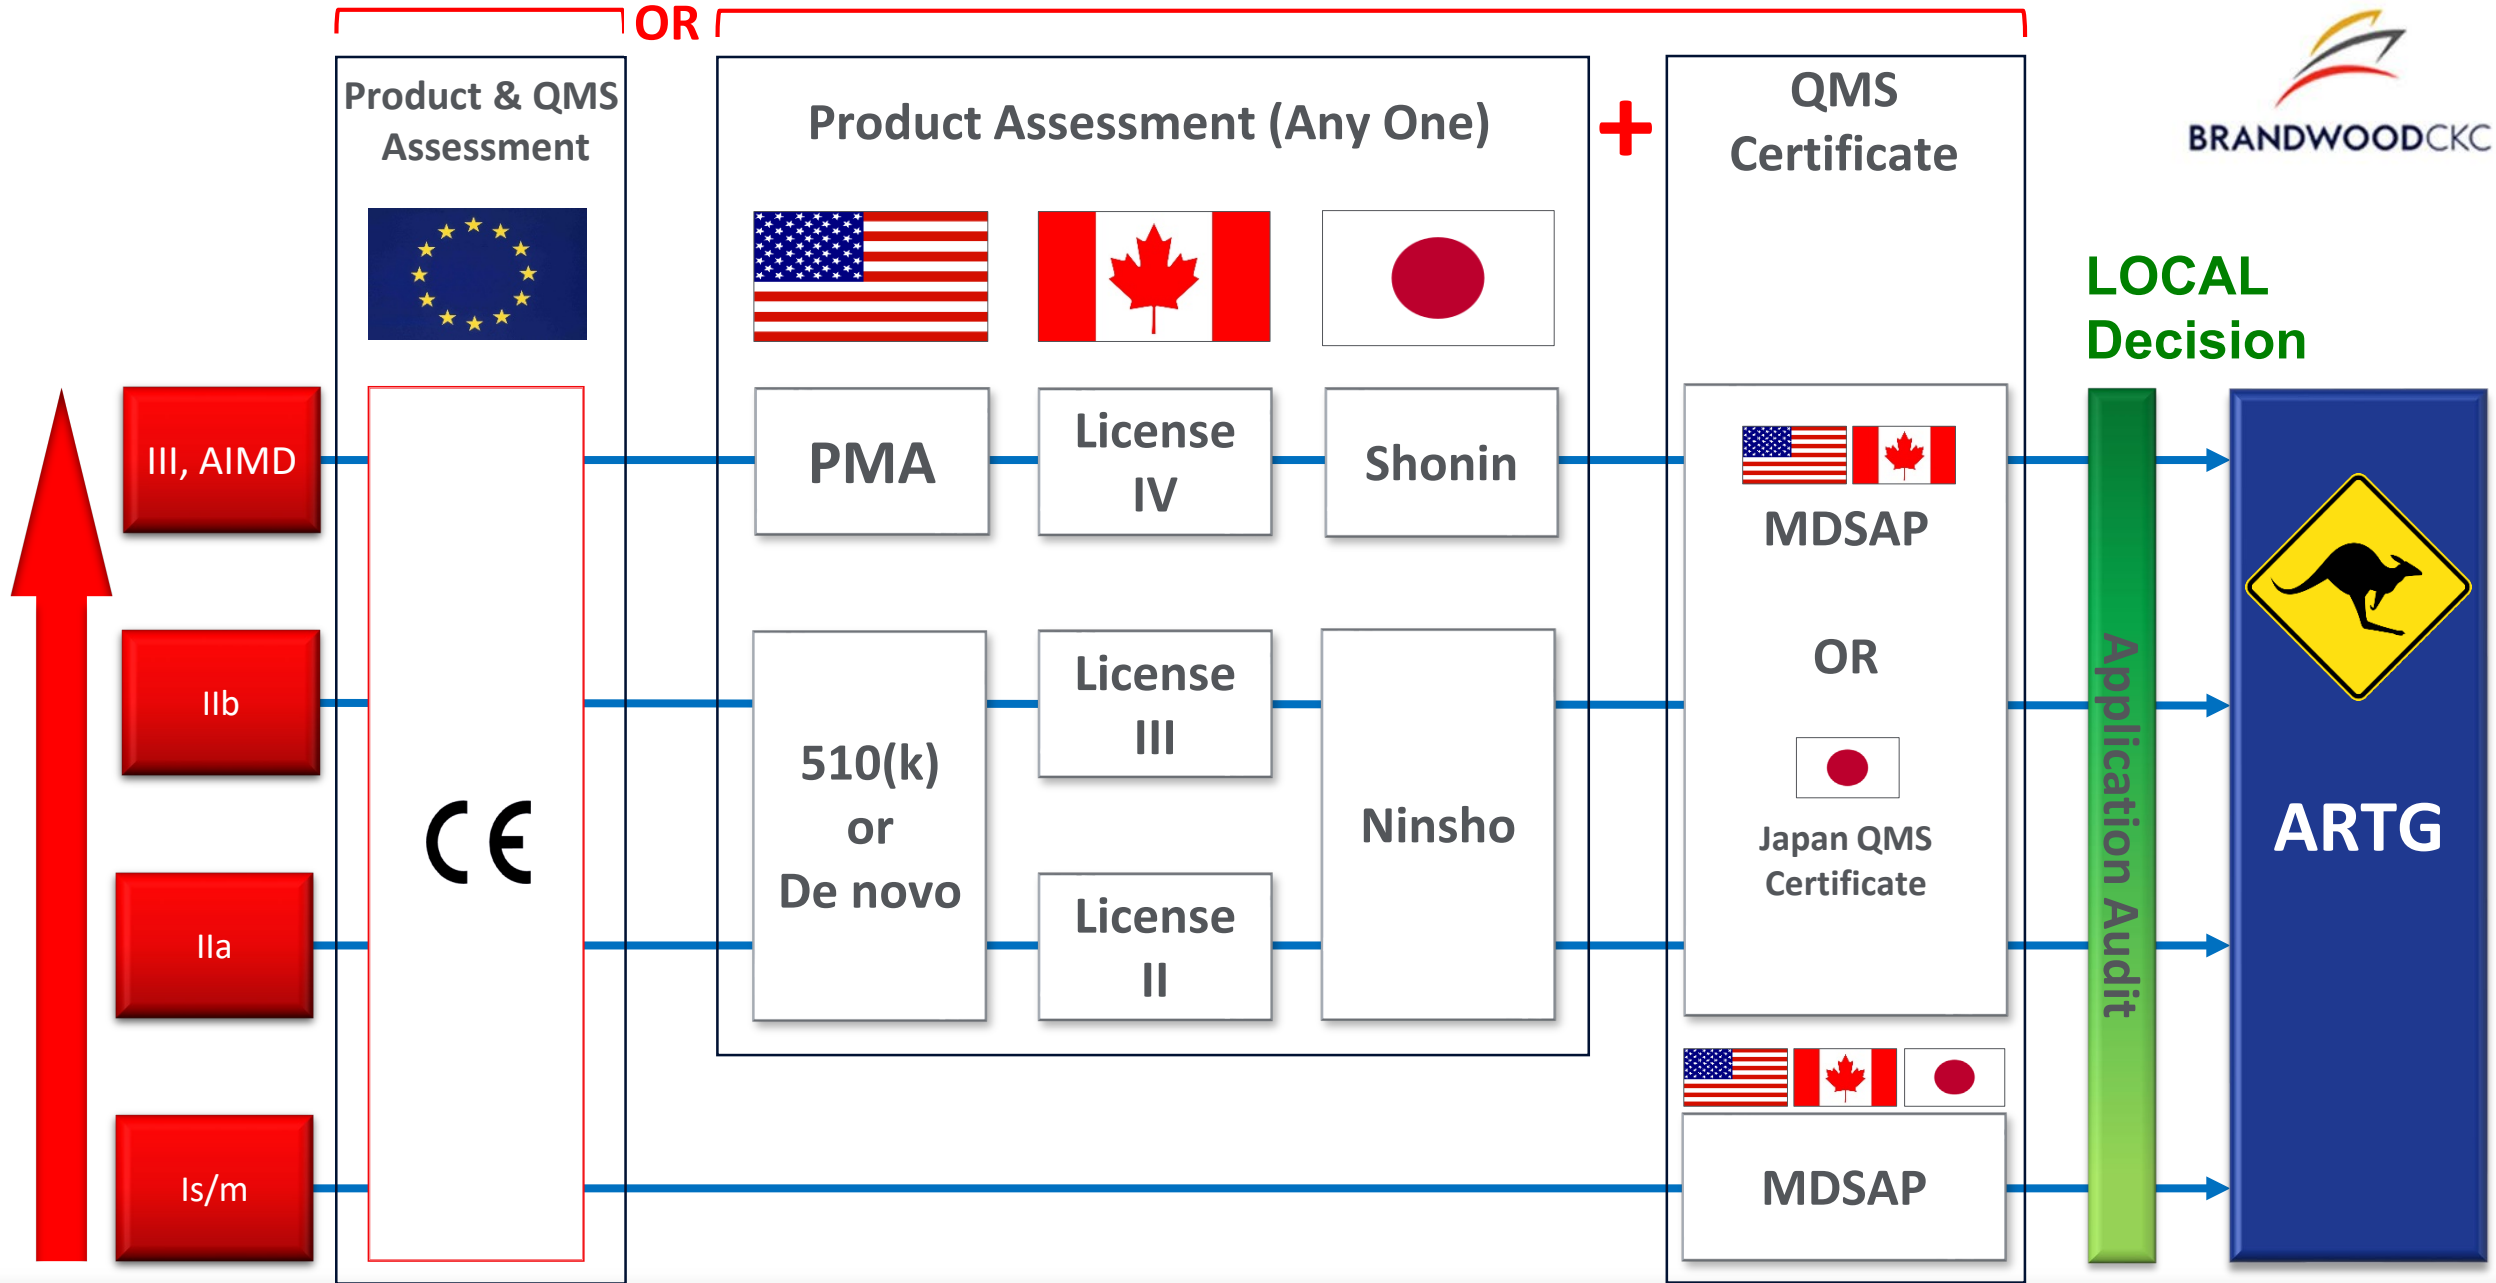 OR
Product & QMS
Assessment
Product Assessment (Any One)
+
QMS
Certificate
BRANDWOODCKC
LOCAL
Decision
III, AIMD
PMA
License
IV
Shonin
MDSAP
OR
Japan QMS
Certificate
IIb
510(k)
or
De novo
License
III
Ninsho
IIa
License
II
CE
Is/m
MDSAP
Application Audit
ARTG